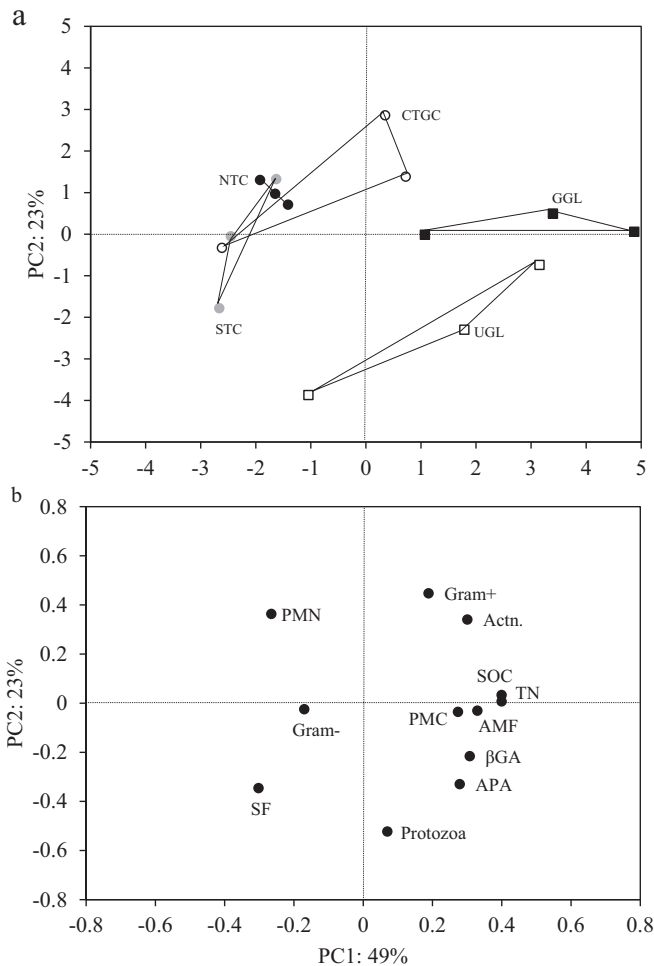 a
5
4
3
2
1
0
-1
-2
-3
-4
-5
PC2: 23%
CTGC
NTC
GGL
STC
UGL
-5 -4 -3 -2 -1 0 1 2 3 4 5
b
0.8
0.6
0.4
0.2
0
-0.2
-0.4
-0.6
-0.8
PC2: 23%
Gram+
PMN
Actn.
SOC
TN
PMC
AMF
Gram-
βGA
APA
SF
Protozoa
-0.8 -0.6 -0.4 -0.2 0 0.2 0.4 0.6 0.8
PC1: 49%